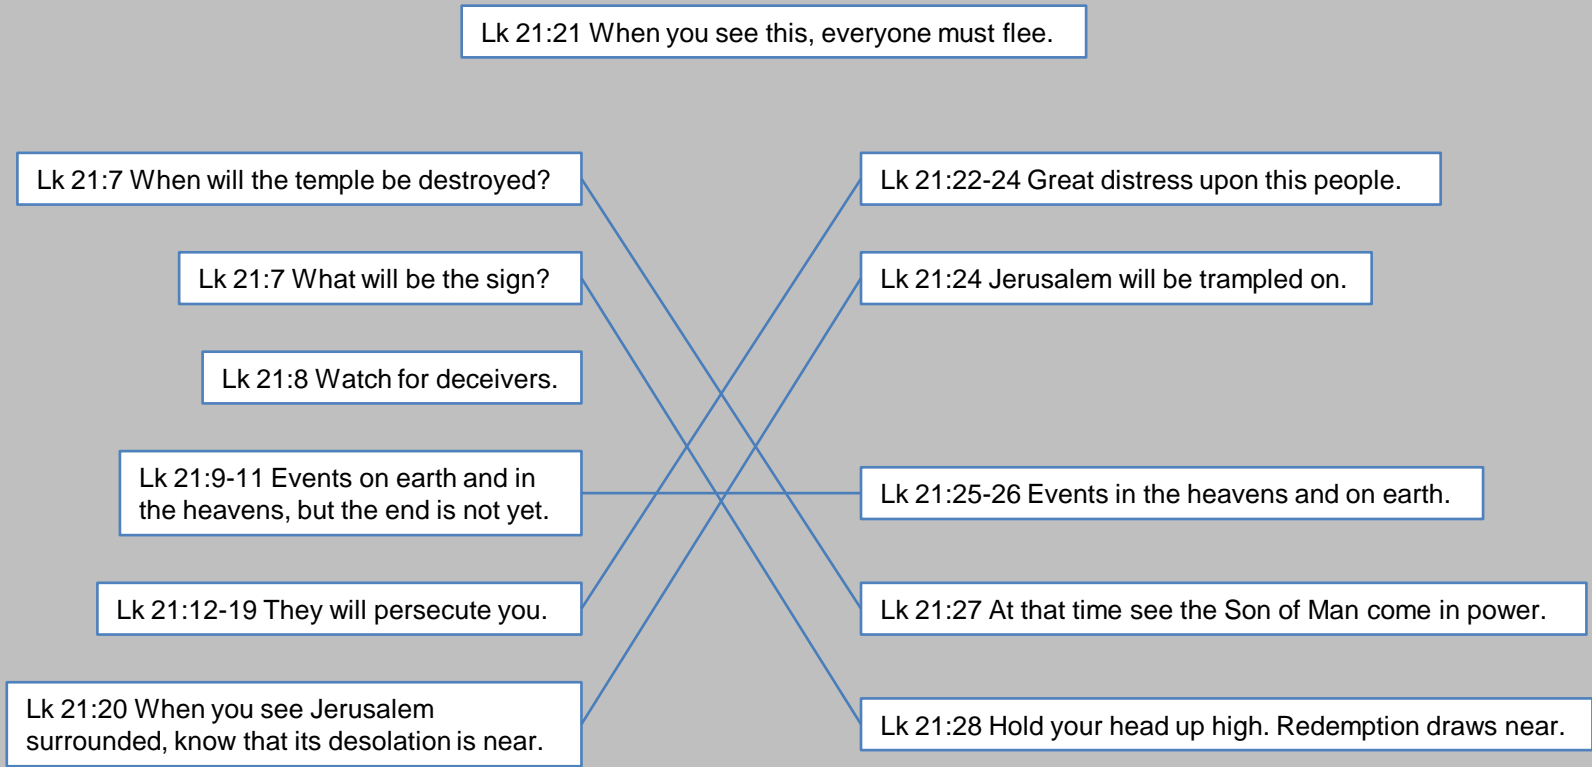 Lk 21:21 When you see this, everyone must flee.
Lk 21:7 When will the temple be destroyed?
Lk 21:7 What will be the sign?
Lk 21:8 Watch for deceivers.
Lk 21:9-11 Events on earth and in
the heavens, but the end is not yet.
Lk 21:12-19 They will persecute you.
Lk 21:20 When you see Jerusalem
surrounded, know that its desolation is near.
Lk 21:22-24 Great distress upon this people.
Lk 21:24 Jerusalem will be trampled on.
Lk 21:25-26 Events in the heavens and on earth.
Lk 21:27 At that time see the Son of Man come in power.
Lk 21:28 Hold your head up high. Redemption draws near.